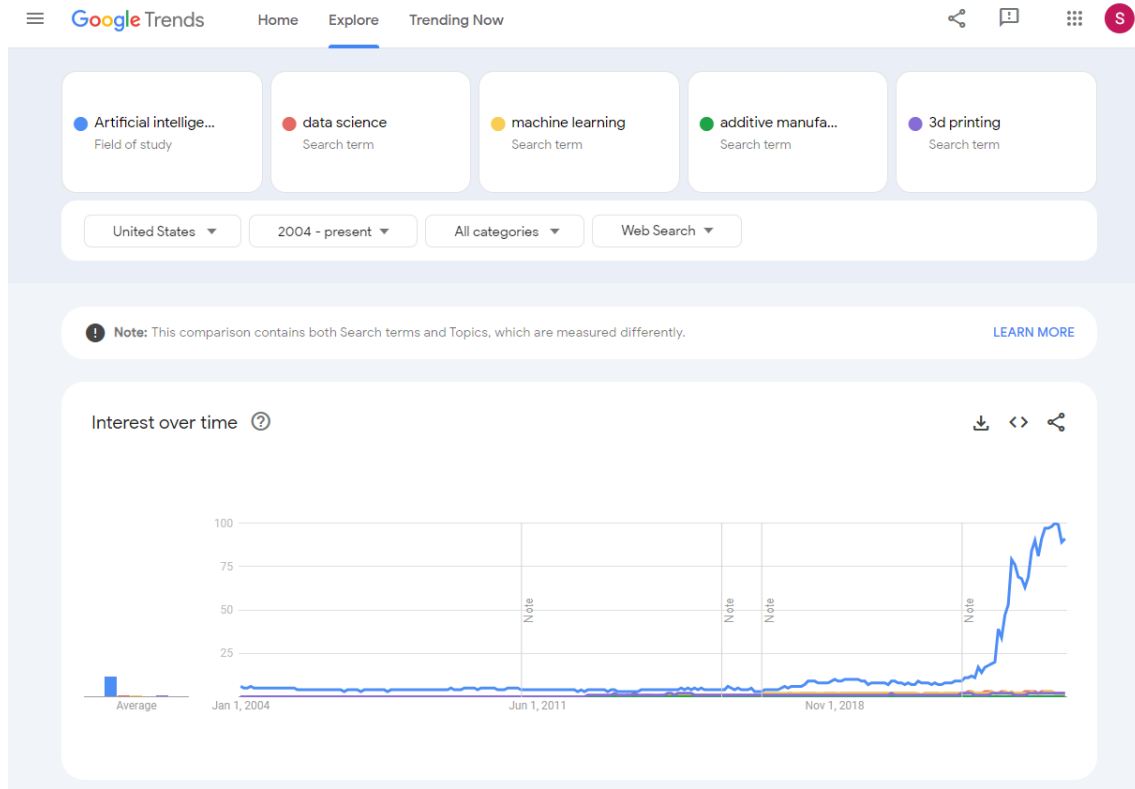 Google Trends
Home
Explore
Trending Now
S
Artificial intellige...
Field of study
data science
Search term
machine learning
Search term
additive manufa...
Search term
3d printing
Search term
United States
2004 - present
All categories
Web Search
Note: This comparison contains both Search terms and Topics, which are measured differently.
LEARN MORE
Interest over time
100
75
50
25
Note
Note
Note
Note
Average
Jan 1, 2004
Jun 1, 2011
Nov 1, 2018